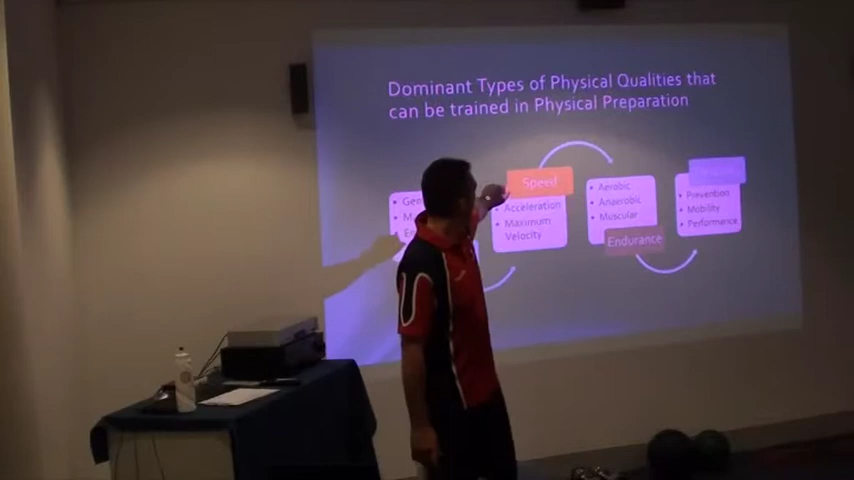 Dominant Types of Physical Qualities that
can be trained in Physical Preparation
Speed
• Acceleration
• Maximum
Velocity
• Aerobic
• Anaerobic
• Muscular
Endurance
• Prevention
• Mobility
• Performance